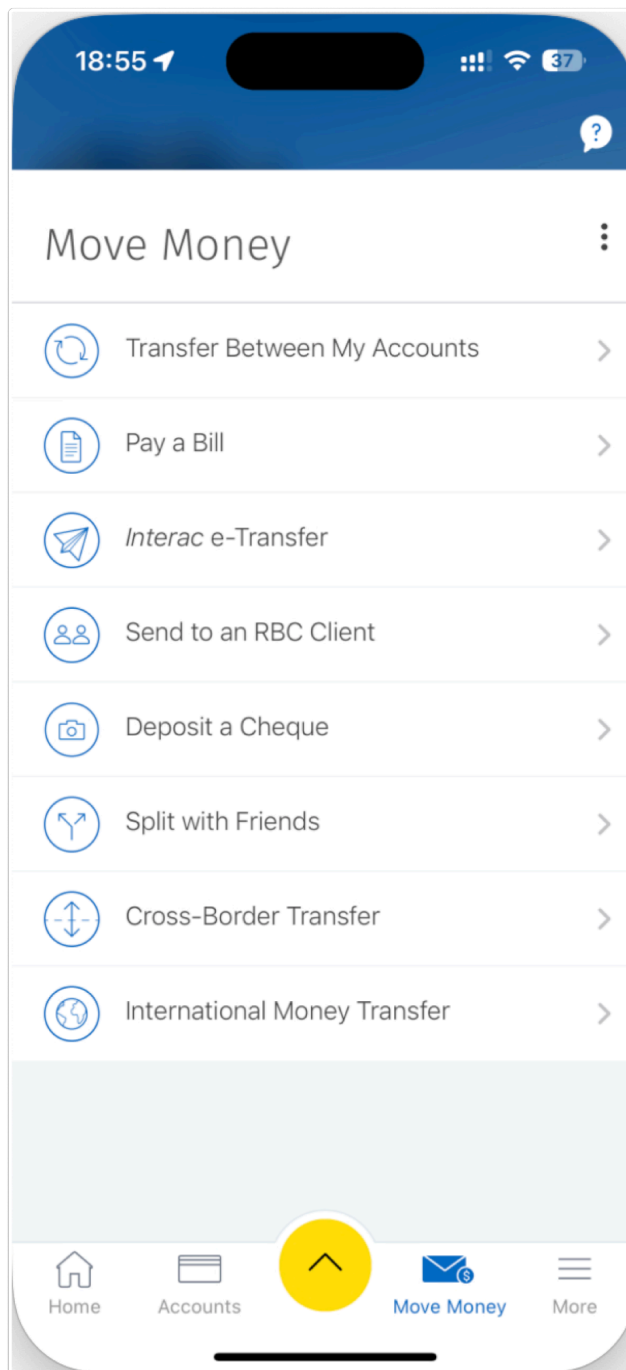 18:55
37
?
Move Money
Transfer Between My Accounts
Pay a Bill
Interac e-Transfer
Send to an RBC Client
Deposit a Cheque
Split with Friends
Cross-Border Transfer
International Money Transfer
$
Home
Accounts
Move Money
More